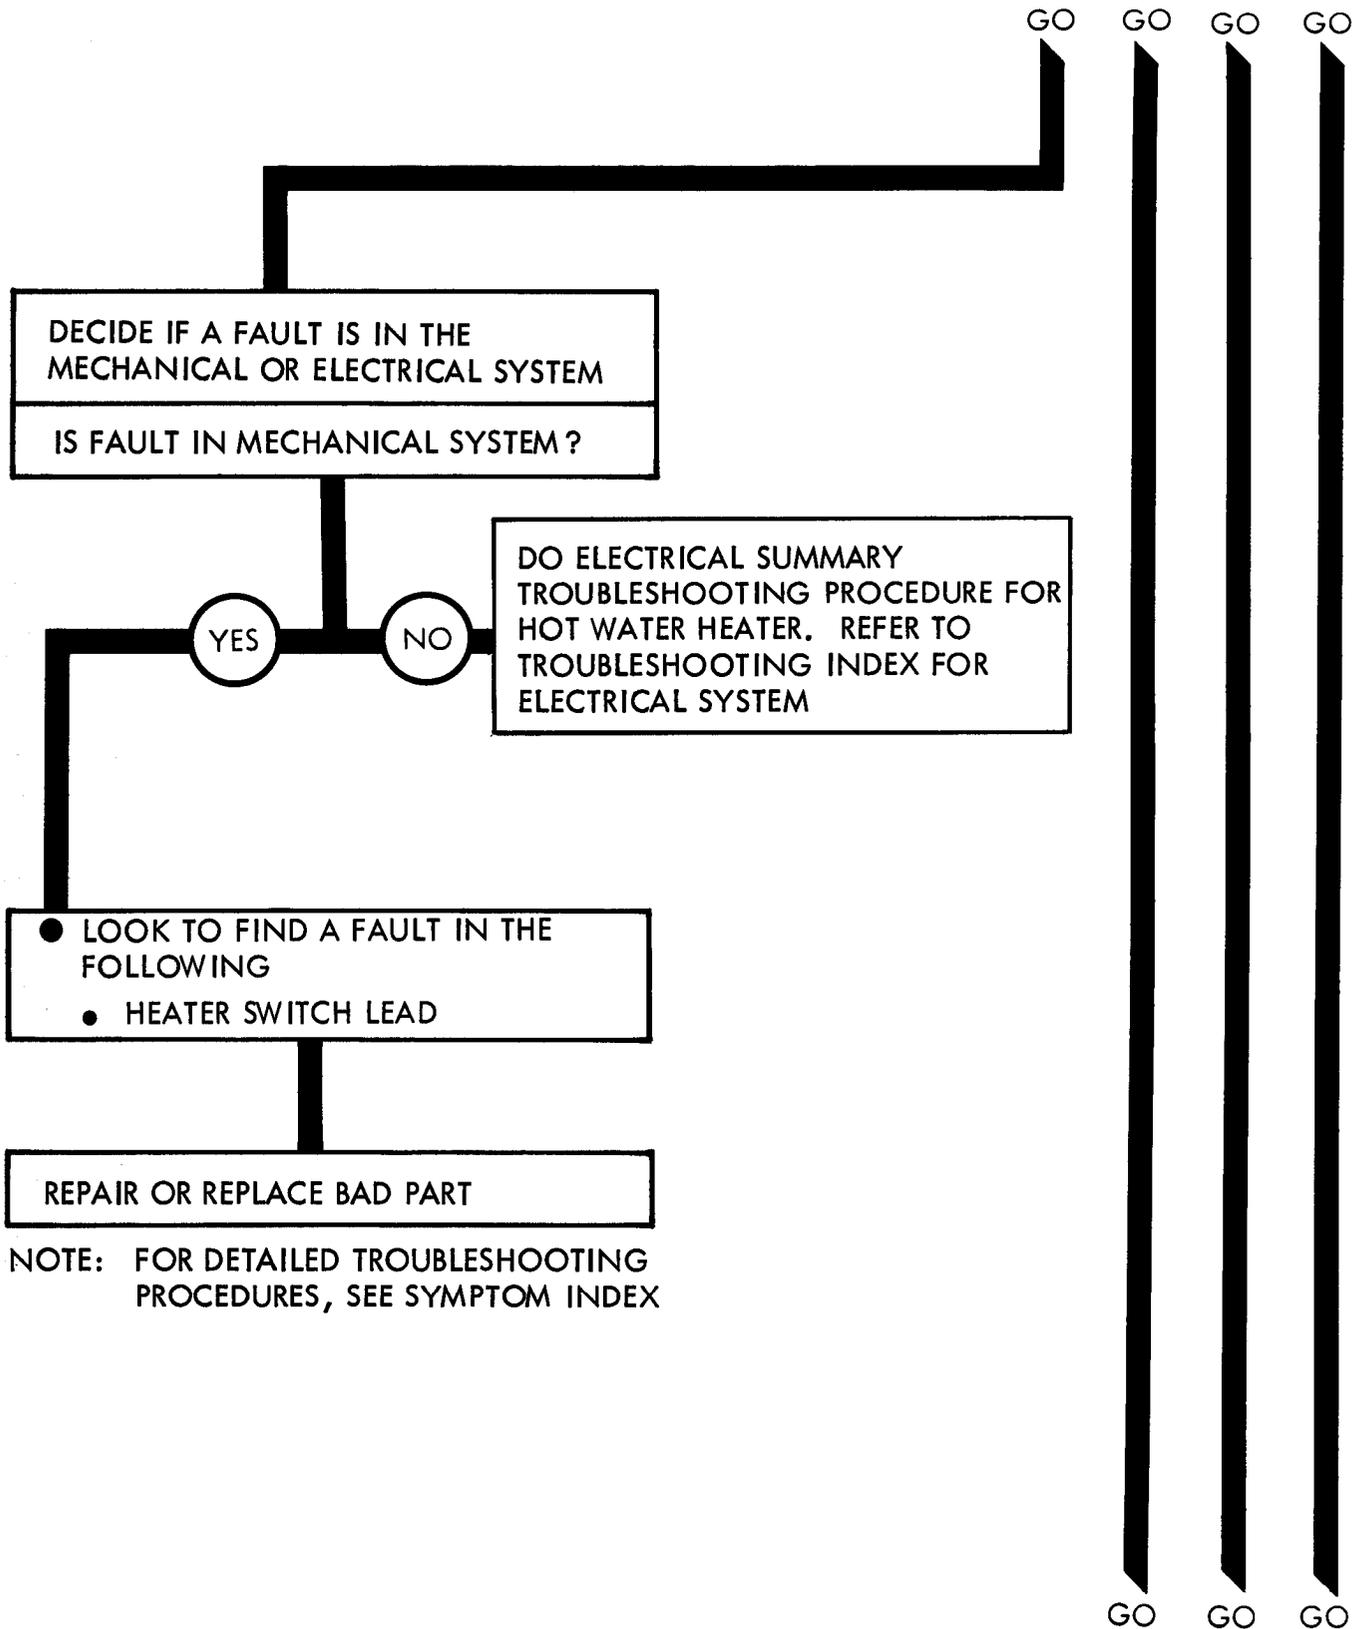 GO GO GO GO
DECIDE IF A FAULT IS IN THE
MECHANICAL OR ELECTRICAL SYSTEM
IS FAULT IN MECHANICAL SYSTEM?
YES
NO
DO ELECTRICAL SUMMARY
TROUBLESHOOTING PROCEDURE FOR
HOT WATER HEATER. REFER TO
TROUBLESHOOTING INDEX FOR
ELECTRICAL SYSTEM
● LOOK TO FIND A FAULT IN THE
FOLLOWING
● HEATER SWITCH LEAD
REPAIR OR REPLACE BAD PART
NOTE: FOR DETAILED TROUBLESHOOTING
PROCEDURES, SEE SYMPTOM INDEX
GO GO GO